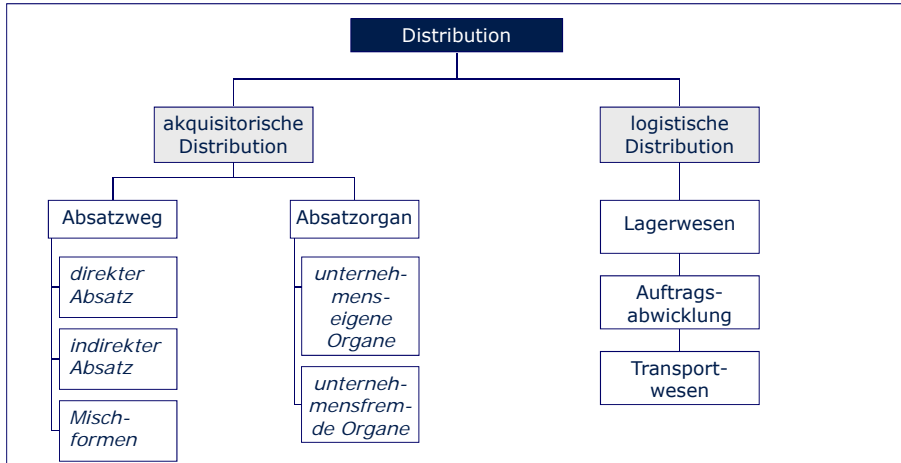 Distribution
akquisitorische
Distribution
logistische
Distribution
Absatzweg
Absatzorgan
Lagerwesen
direkter
Absatz
indirekter
Absatz
Misch-
formen
unterneh-
mens-
eigene
Organe
unterneh-
mensfrem-
de Organe
Auftrags-
abwicklung
Transport-
wesen